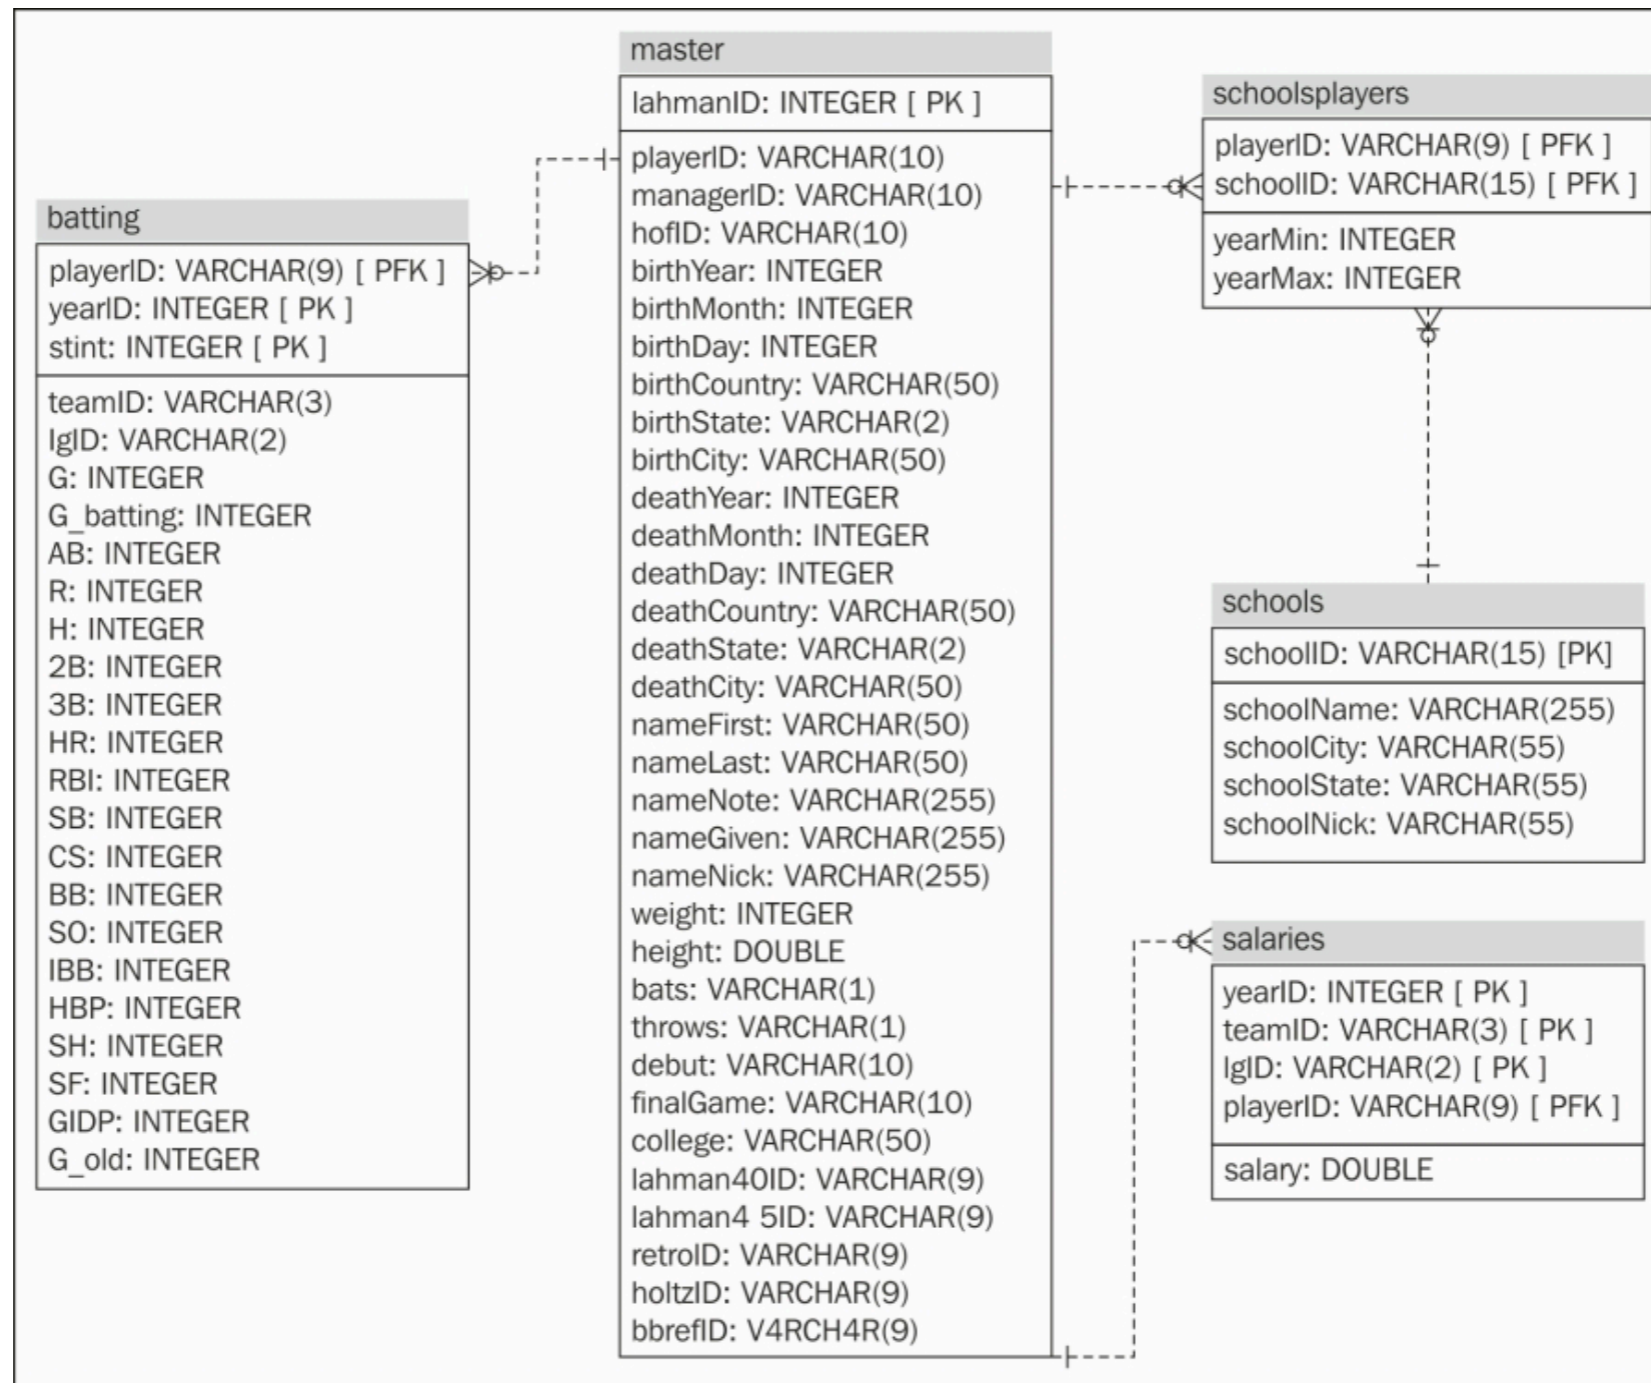 master
lahmanID: INTEGER [ PK ]
playerID: VARCHAR(10)
managerID: VARCHAR(10)
hofID: VARCHAR(10)
birthYear: INTEGER
birthMonth: INTEGER
birthDay: INTEGER
birthCountry: VARCHAR(50)
birthState: VARCHAR(2)
birthCity: VARCHAR(50)
deathYear: INTEGER
deathMonth: INTEGER
deathDay: INTEGER
deathCountry: VARCHAR(50)
deathState: VARCHAR(2)
deathCity: VARCHAR(50)
nameFirst: VARCHAR(50)
nameLast: VARCHAR(50)
nameNote: VARCHAR(255)
nameGiven: VARCHAR(255)
nameNick: VARCHAR(255)
weight: INTEGER
height: DOUBLE
bats: VARCHAR(1)
throws: VARCHAR(1)
debut: VARCHAR(10)
finalGame: VARCHAR(10)
college: VARCHAR(50)
lahman40ID: VARCHAR(9)
lahman4 5ID: VARCHAR(9)
retroID: VARCHAR(9)
holtzID: VARCHAR(9)
bbrefID: V4RCH4R(9)
batting
playerID: VARCHAR(9) [ PFK ]
yearID: INTEGER [ PK ]
stint: INTEGER [ PK ]
teamID: VARCHAR(3)
lgID: VARCHAR(2)
G: INTEGER
G_batting: INTEGER
AB: INTEGER
R: INTEGER
H: INTEGER
2B: INTEGER
3B: INTEGER
HR: INTEGER
RBI: INTEGER
SB: INTEGER
CS: INTEGER
BB: INTEGER
SO: INTEGER
IBB: INTEGER
HBP: INTEGER
SH: INTEGER
SF: INTEGER
GIDP: INTEGER
G_old: INTEGER
schoolsplayers
playerID: VARCHAR(9) [ PFK ]
schoolID: VARCHAR(15) [ PFK ]
yearMin: INTEGER
yearMax: INTEGER
schools
schoolID: VARCHAR(15) [PK]
schoolName: VARCHAR(255)
schoolCity: VARCHAR(55)
schoolState: VARCHAR(55)
schoolNick: VARCHAR(55)
salaries
yearID: INTEGER [ PK ]
teamID: VARCHAR(3) [ PK ]
lgID: VARCHAR(2) [ PK ]
playerID: VARCHAR(9) [ PFK ]
salary: DOUBLE